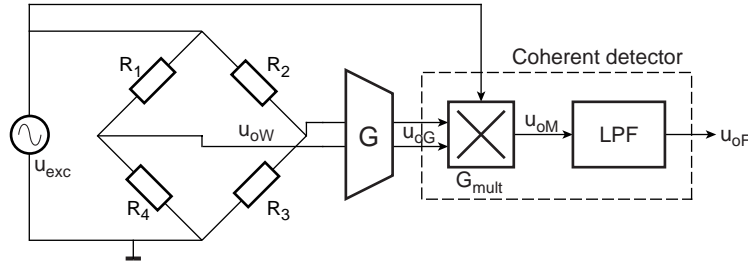 Coherent detector
R1
R2
uoW
G
uoG
uoM
LPF
uoF
uexc
Gmult
R4
R3